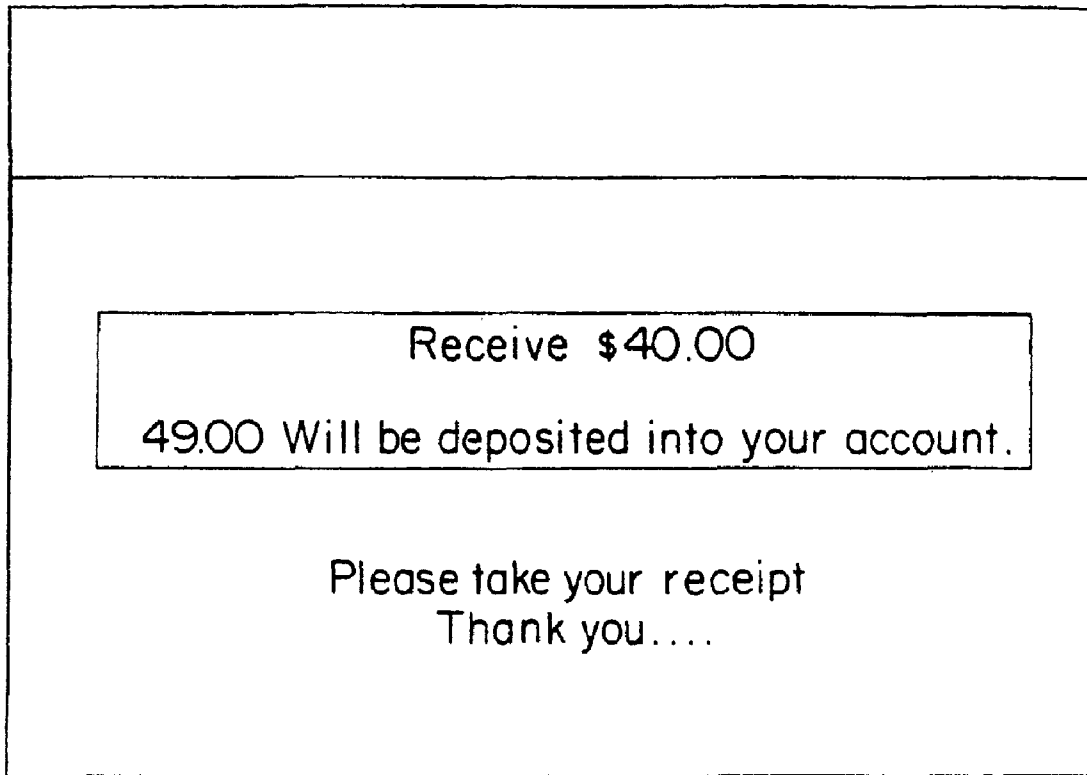 Receive $40.00
49.00 Will be deposited into your account.
Please take your receipt
Thank you....